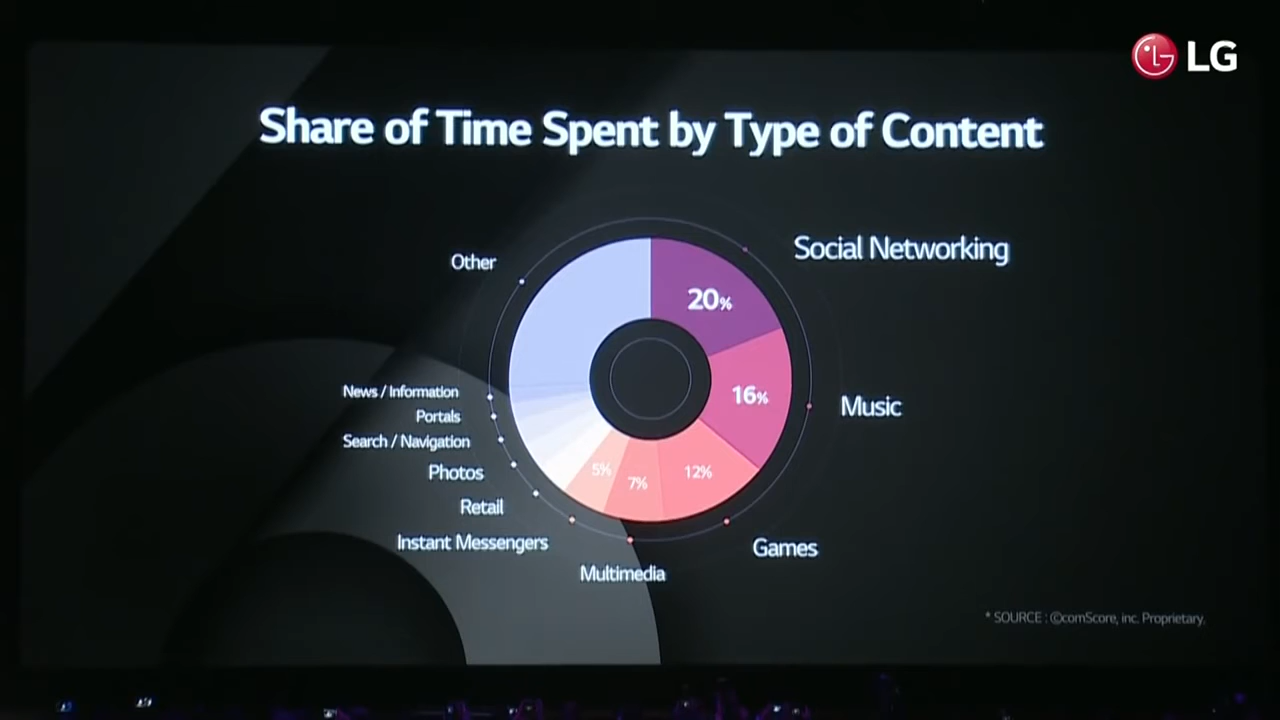 LG
Share of Time Spent by Type of Content
Other
Social Networking
20%
News / Information
16%
Music
Portals
Search / Navigation
Photos
5%
7%
12%
Retail
Instant Messengers
Games
Multimedia
* SOURCE : ©comScore, inc. Proprietary.